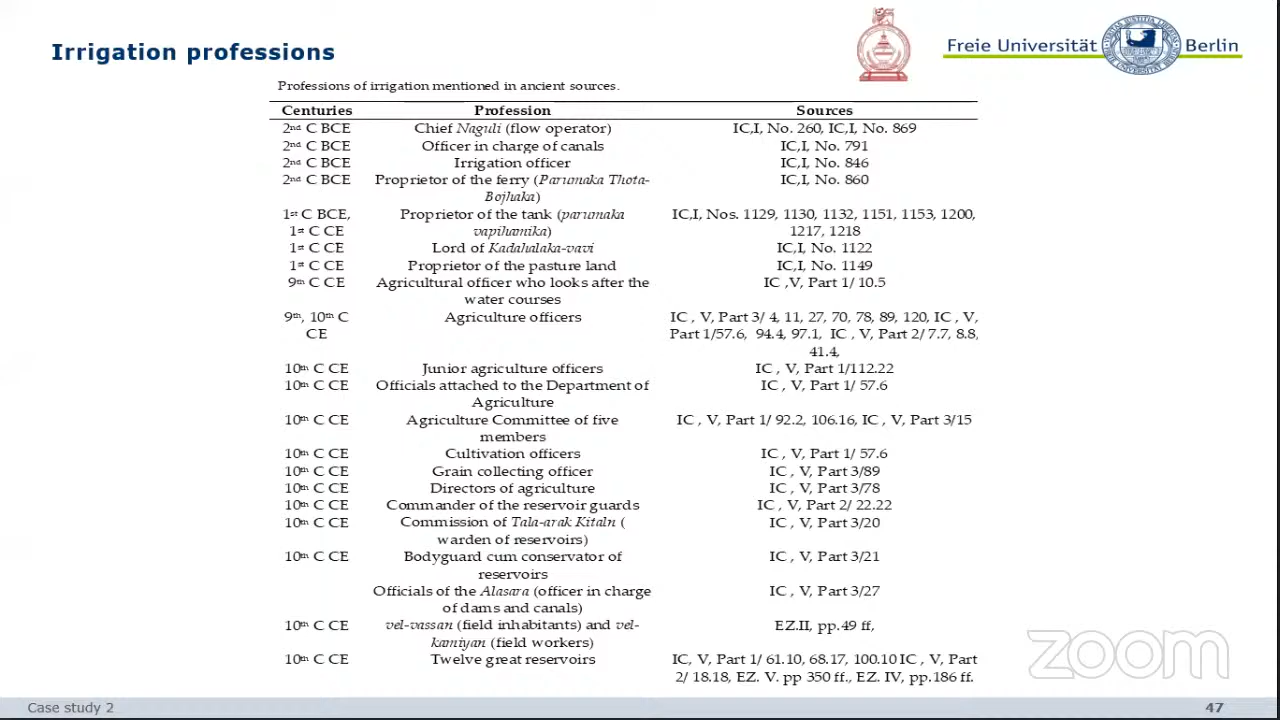 Irrigation professions
Freie Universität Berlin
Professions of irrigation mentioned in ancient sources.
Centuries Profession Sources
2nd C BCE Chief Naguli (flow operator) IC,I, No. 260, IC,I, No. 869
2nd C BCE Officer in charge of canals IC,I, No. 791
2nd C BCE Irrigation officer IC,I, No. 846
2nd C BCE Proprietor of the ferry (Parumaka Thota- IC,I, No. 860
Bojhaka)
1st C BCE, Proprietor of the tank (parumaka IC,I, Nos. 1129, 1130, 1132, 1151, 1153, 1200,
1st C CE vapihamika) 1217, 1218
1st C CE Lord of Kadahalaka-vavi IC,I, No. 1122
1st C CE Proprietor of the pasture land IC,I, No. 1149
9th C CE Agricultural officer who looks after the IC ,V, Part 1/ 10.5
water courses
9th, 10th C Agriculture officers IC , V, Part 3/ 4, 11, 27, 70, 78, 89, 120, IC , V,
CE Part 1/57.6, 94.4, 97.1, IC , V, Part 2/ 7.7, 8.8,
41.4,
10th C CE Junior agriculture officers IC , V, Part 1/112.22
10th C CE Officials attached to the Department of IC , V, Part 1/ 57.6
Agriculture
10th C CE Agriculture Committee of five IC , V, Part 1/ 92.2, 106.16, IC , V, Part 3/15
members
10th C CE Cultivation officers IC , V, Part 1/ 57.6
10th C CE Grain collecting officer IC , V, Part 3/89
10th C CE Directors of agriculture IC , V, Part 3/78
10th C CE Commander of the reservoir guards IC , V, Part 2/ 22.22
10th C CE Commission of Tala-arak Kitaln ( IC , V, Part 3/20
warden of reservoirs)
10th C CE Bodyguard cum conservator of IC , V, Part 3/21
reservoirs
Officials of the Alasara (officer in charge IC , V, Part 3/27
of dams and canals)
10th C CE vel-vassan (field inhabitants) and vel- EZ.II, pp.49 ff,
kamiyan (field workers)
10th C CE Twelve great reservoirs IC, V, Part 1/ 61.10, 68.17, 100.10 IC , V, Part
2/ 18.18, EZ. V. pp 350 ff., EZ. IV, pp.186 ff.
zoom
Case study 2 47